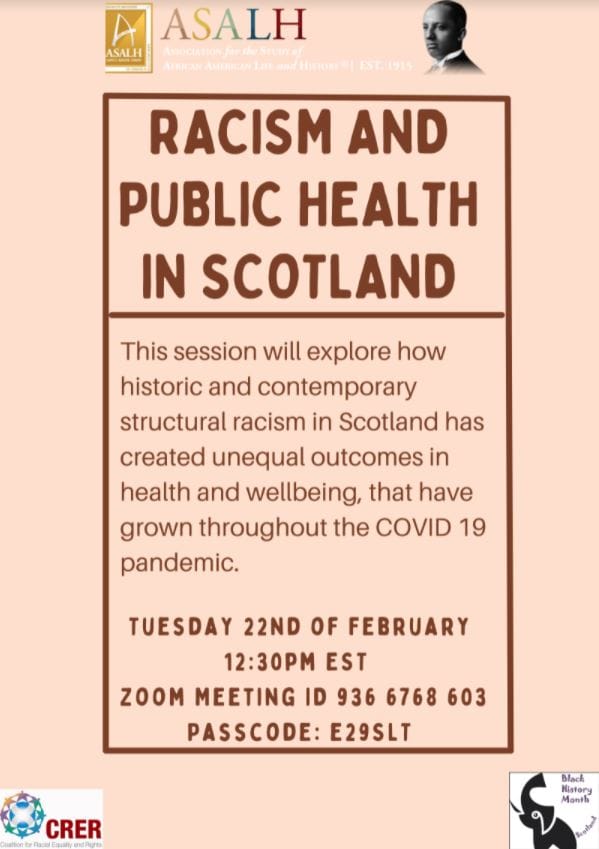 ASALH
ASALH
Association for the Study of
African American Life and History® | EST. 1915
RACISM AND
PUBLIC HEALTH
IN SCOTLAND
This session will explore how
historic and contemporary
structural racism in Scotland has
created unequal outcomes in
health and wellbeing, that have
grown throughout the COVID 19
pandemic.
TUESDAY 22ND OF FEBRUARY
12:30PM EST
ZOOM MEETING ID 936 6768 603
PASSCODE: E29SLT
CRER
Coalition for Racial Equality and Rights
Black
History
Month
Scotland